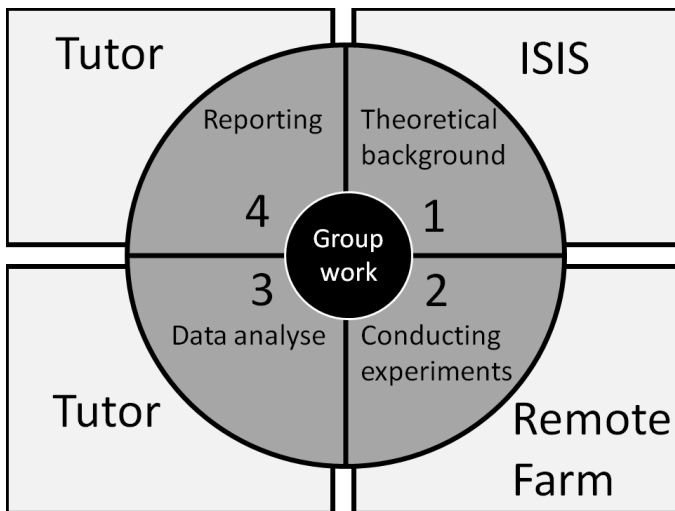 Tutor
ISIS
Reporting
Theoretical
background
4
1
Group
work
3
2
Data analyse
Conducting
experiments
Tutor
Remote
Farm